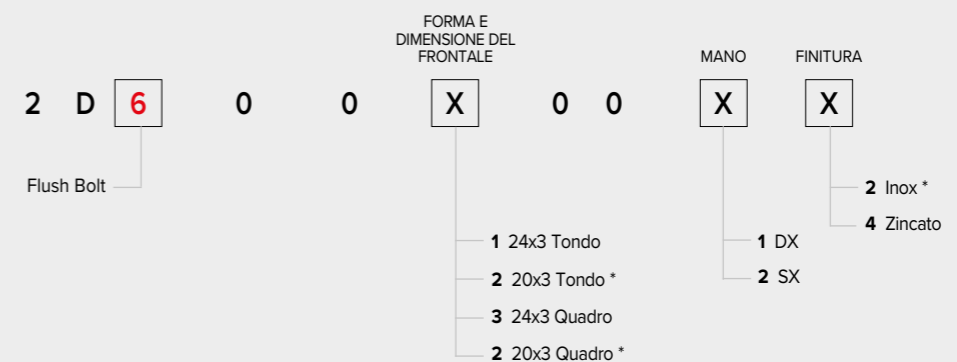 FORMA E
DIMENSIONE DEL
FRONTALE
MANO
FINITURA
2 D 6 0 0 X 0 0 X X
Flush Bolt
2 Inox *
4 Zincato
1 24x3 Tondo
1 DX
2 20x3 Tondo *
2 SX
3 24x3 Quadro
2 20x3 Quadro *